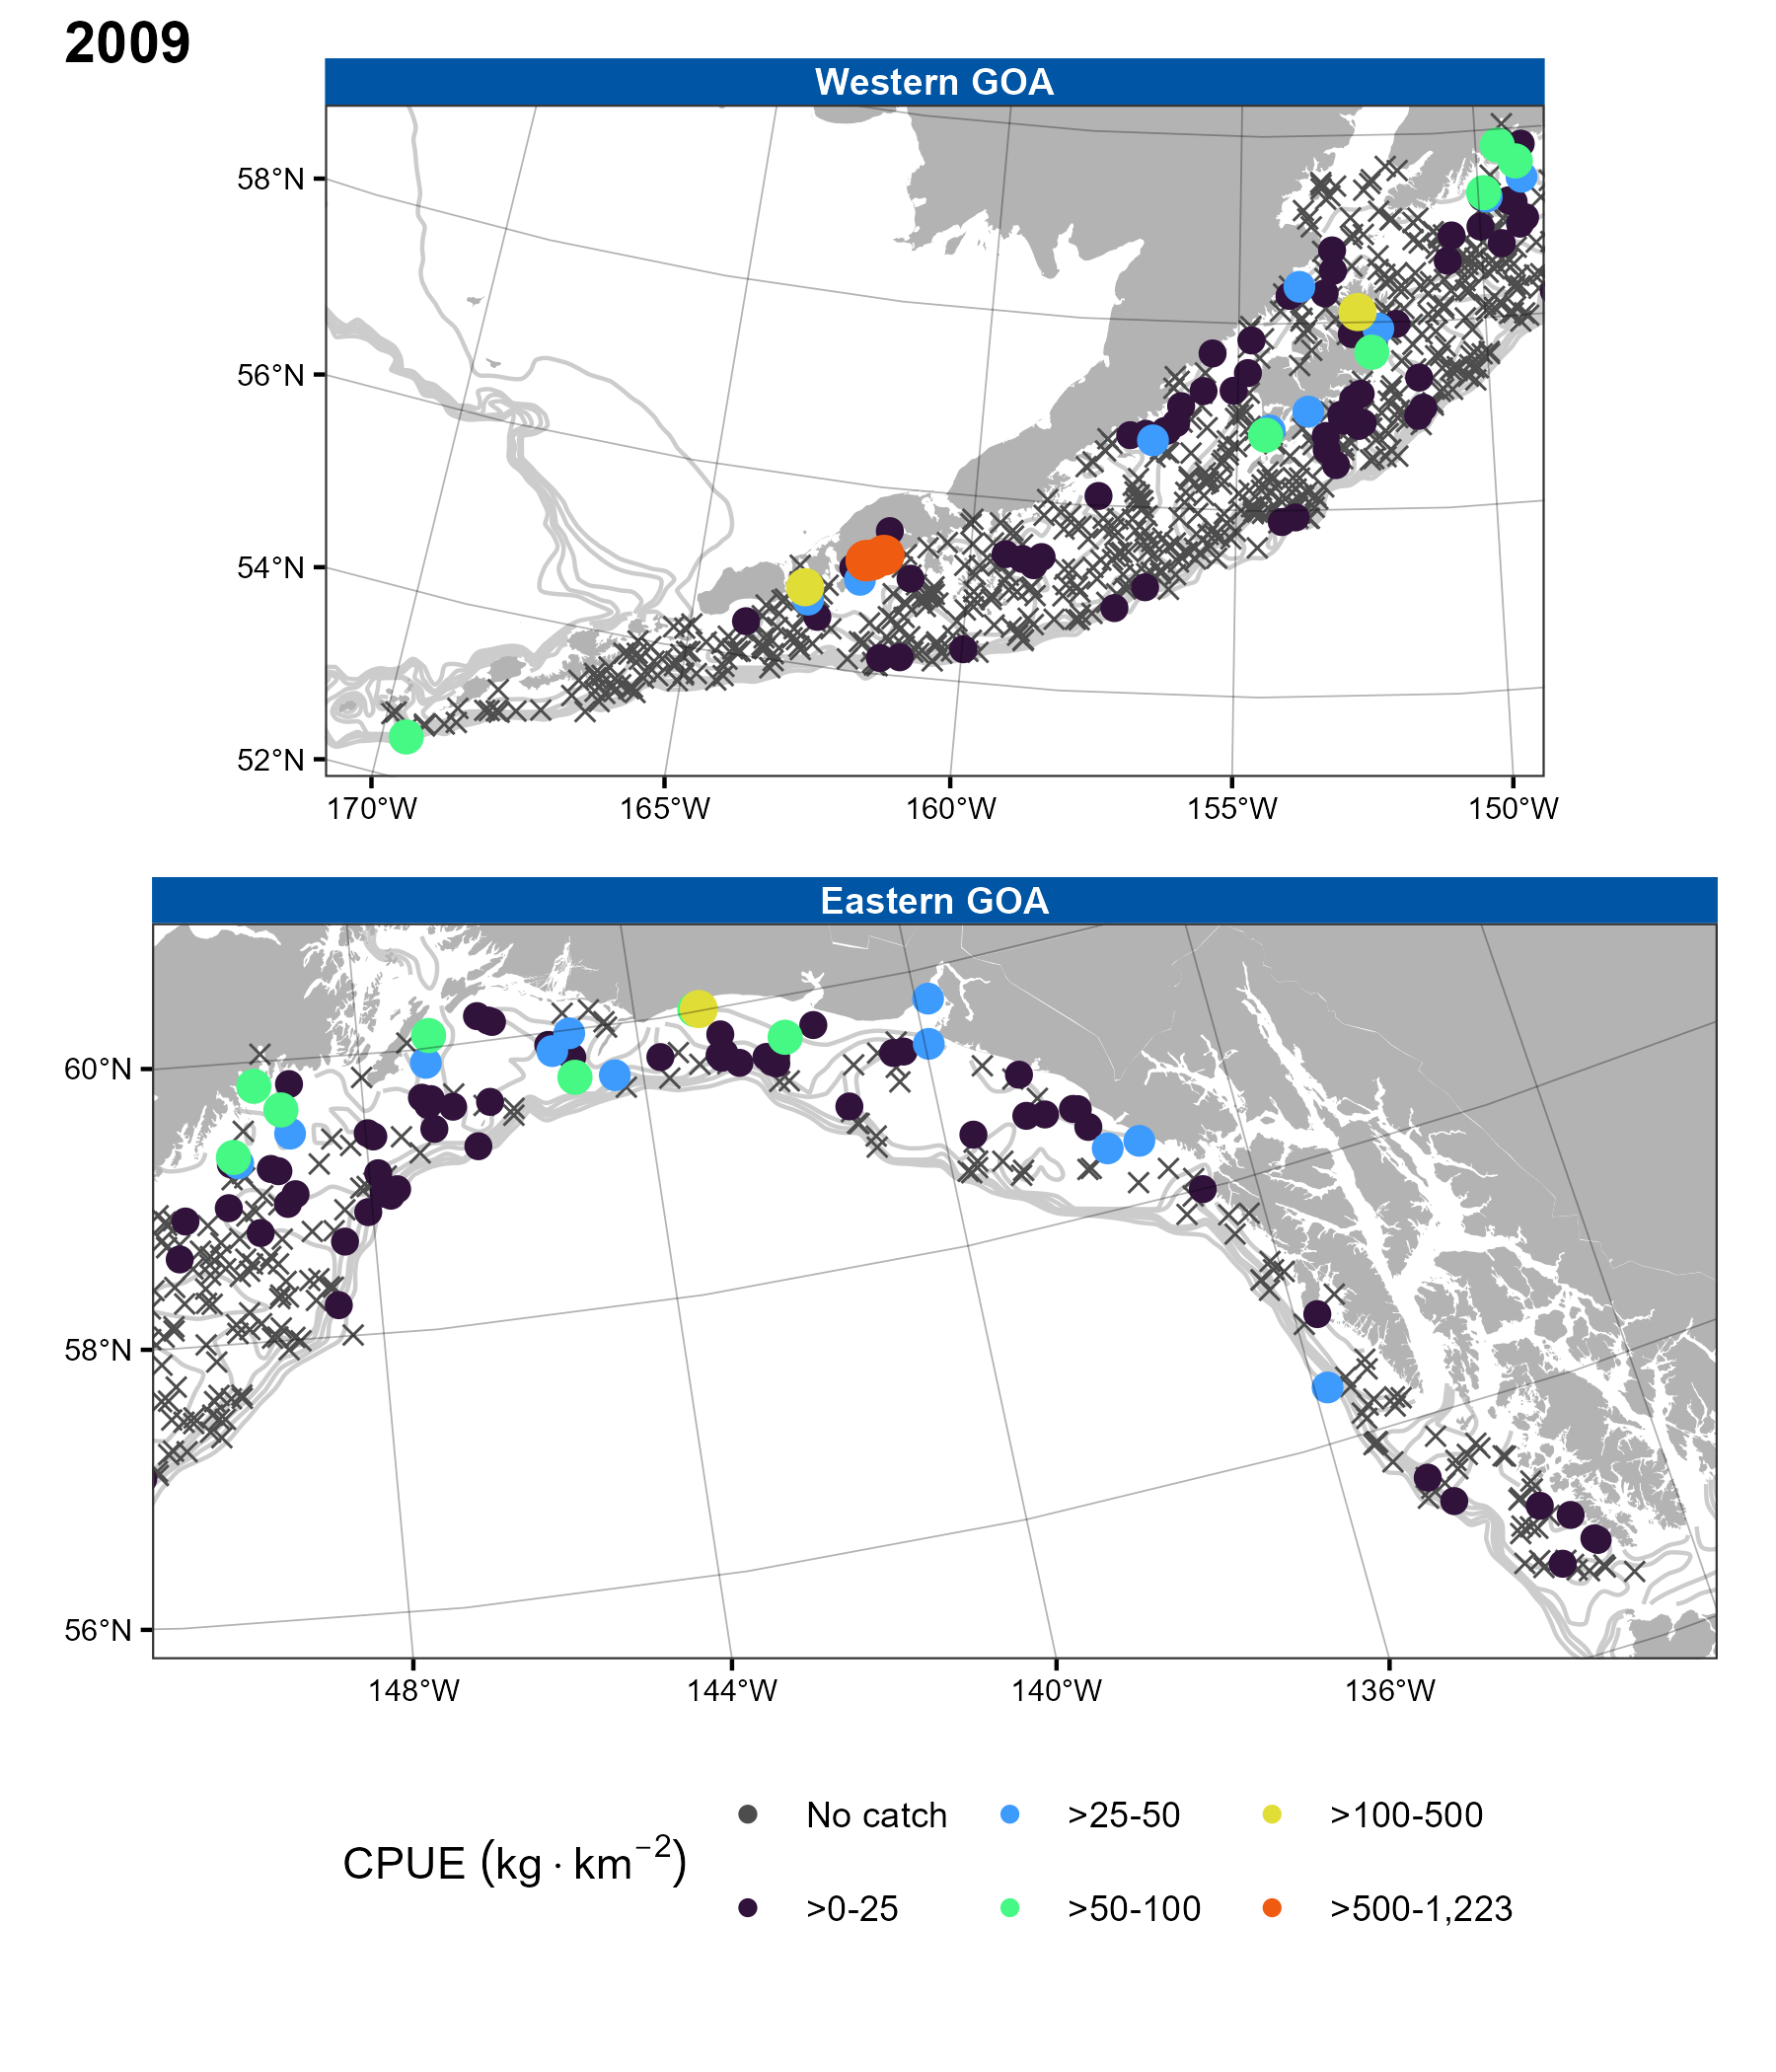 2009
Western GOA
58°N
56°N
54°N
52°N
170°W 165°W 160°W 155°W 150°W
Eastern GOA
60°N
58°N
56°N
148°W 144°W 140°W 136°W
CPUE (kg · km⁻²)
No catch >25-50 >100-500
>0-25 >50-100 >500-1,223